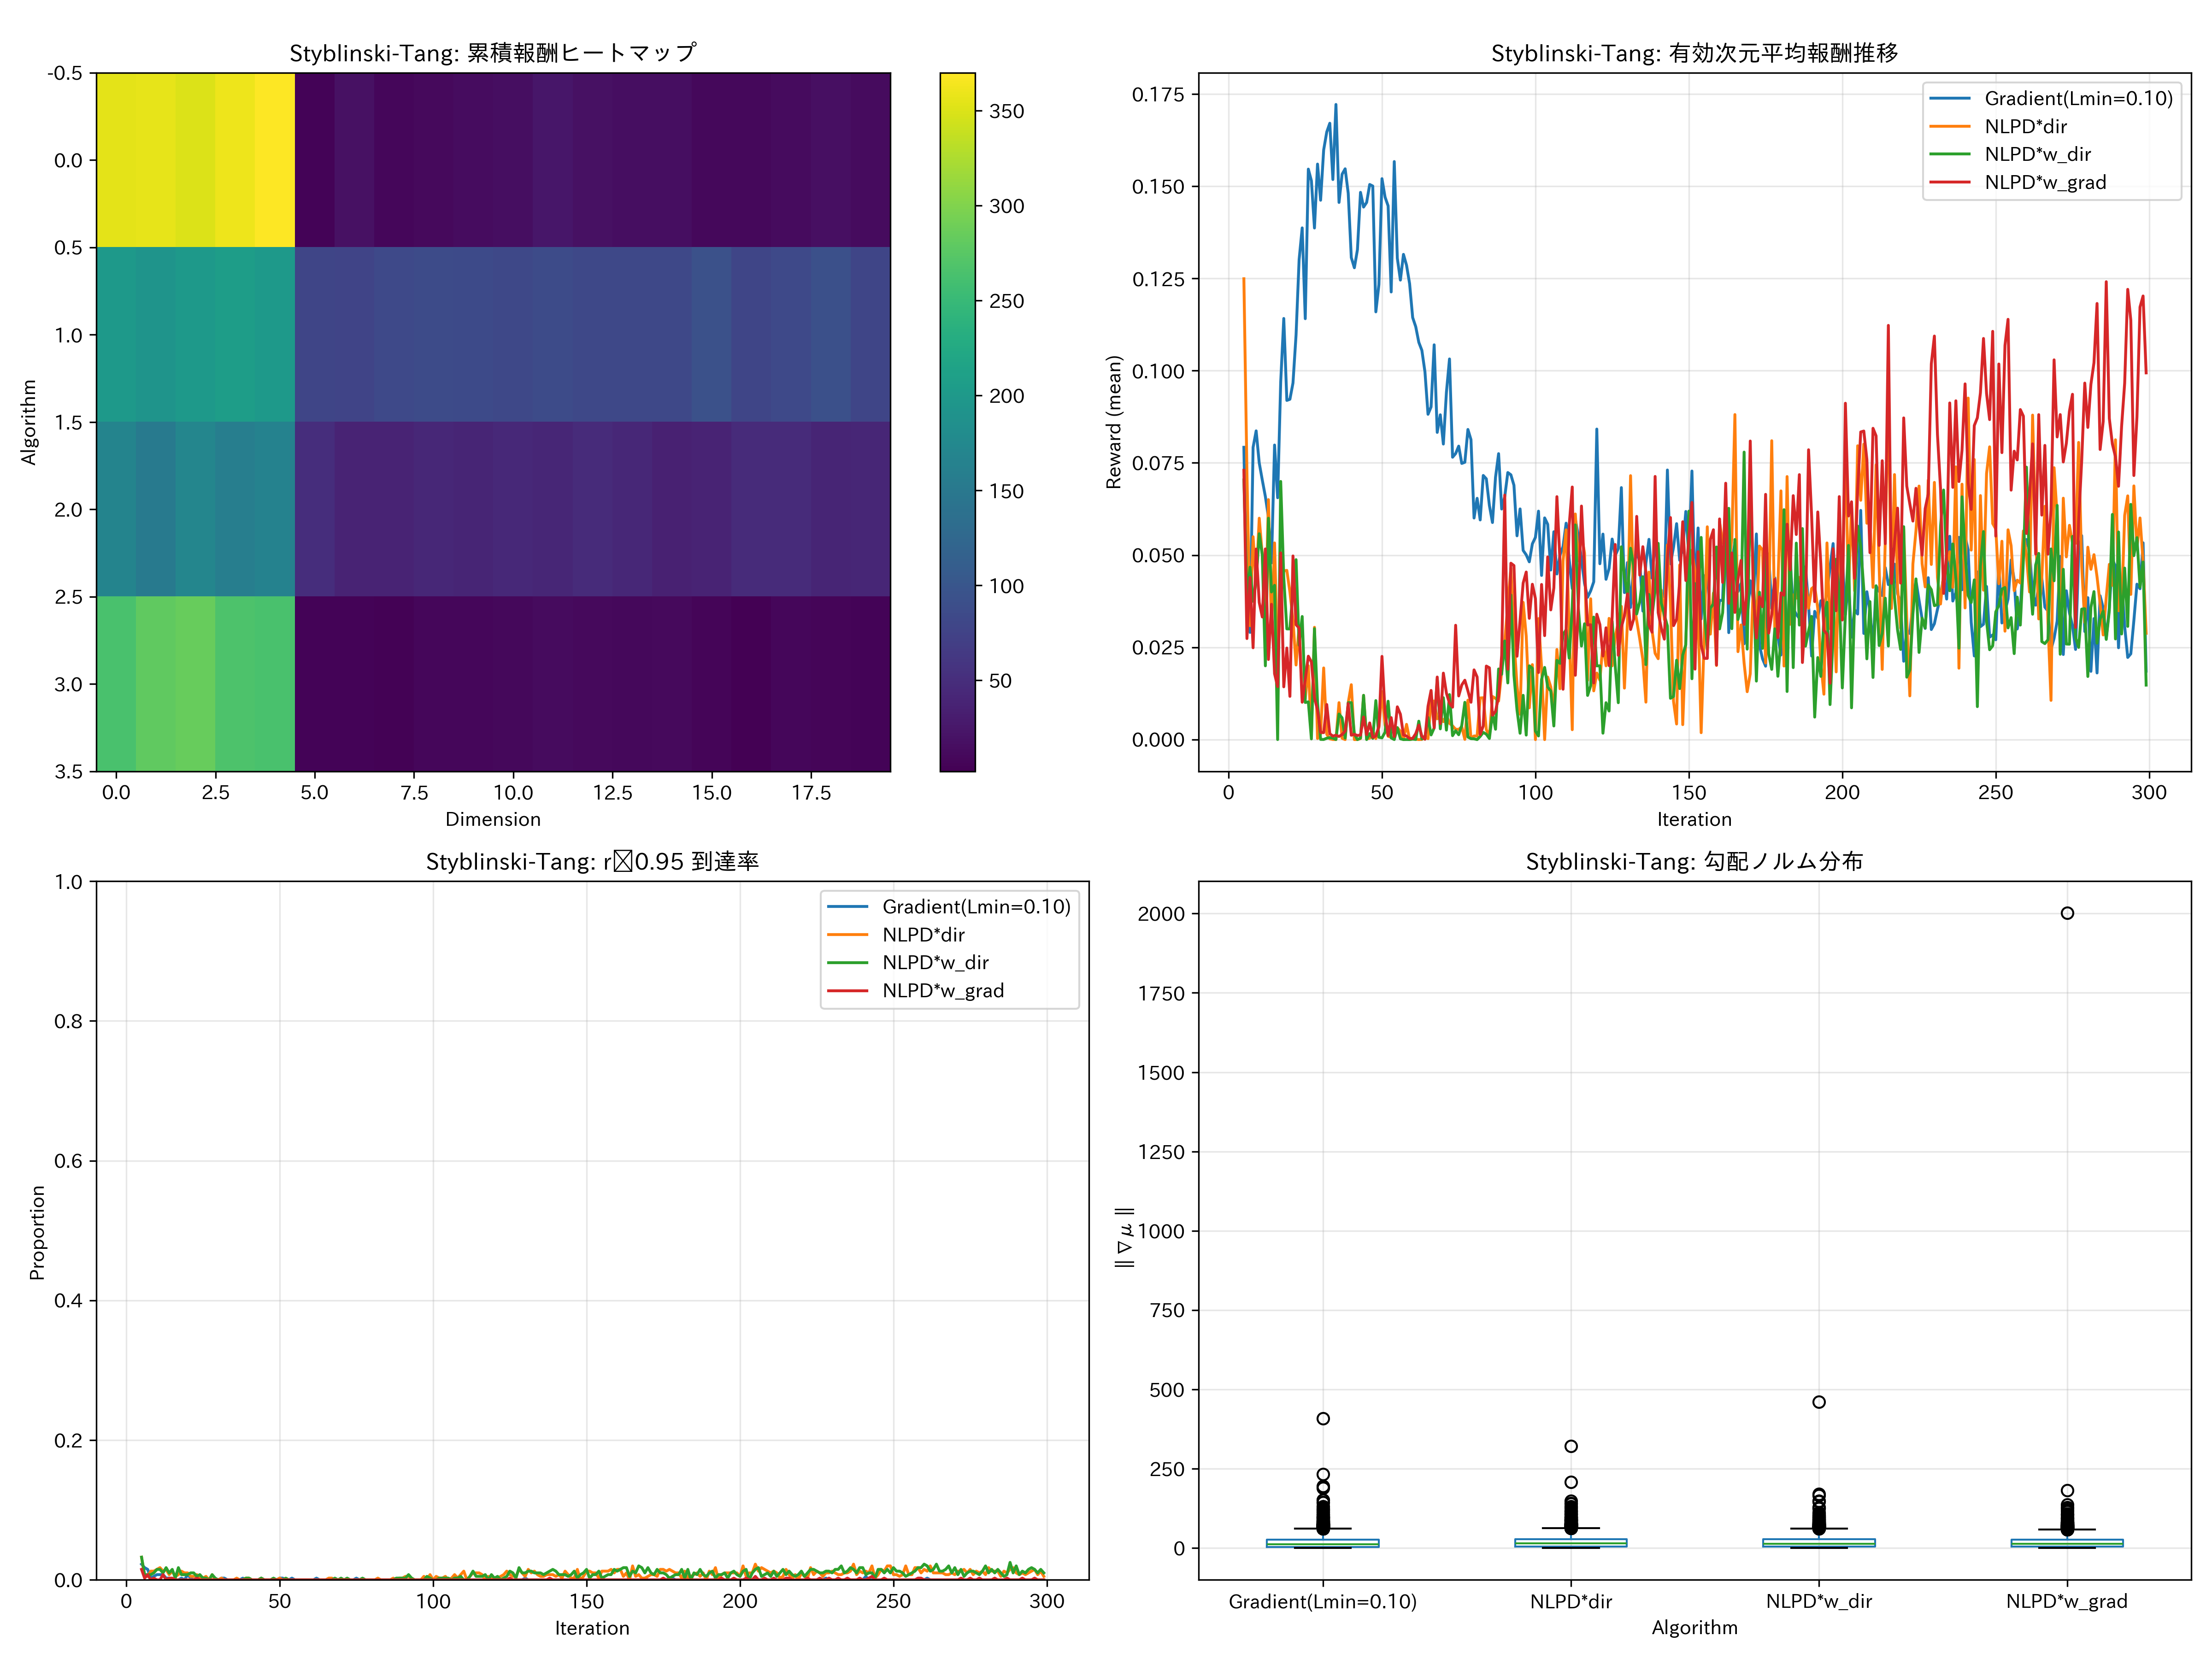 Styblinski-Tang: 累積報酬ヒートマップ
-0.5
0.0
0.5
1.0
1.5
2.0
2.5
3.0
3.5
Algorithm
0.0
2.5
5.0
7.5
10.0
12.5
15.0
17.5
Dimension
350
300
250
200
150
100
50
Styblinski-Tang: 有効次元平均報酬推移
0.175
0.150
0.125
0.100
0.075
0.050
0.025
0.000
Reward (mean)
Gradient(Lmin=0.10)
NLPD*dir
NLPD*w_dir
NLPD*w_grad
0
50
100
150
200
250
300
Iteration
Styblinski-Tang: r☒0.95 到達率
1.0
0.8
0.6
0.4
0.2
0.0
Proportion
Gradient(Lmin=0.10)
NLPD*dir
NLPD*w_dir
NLPD*w_grad
0
50
100
150
200
250
300
Iteration
Styblinski-Tang: 勾配ノルム分布
2000
1750
1500
1250
1000
750
500
250
0
‖∇μ‖
Gradient(Lmin=0.10)
NLPD*dir
NLPD*w_dir
NLPD*w_grad
Algorithm